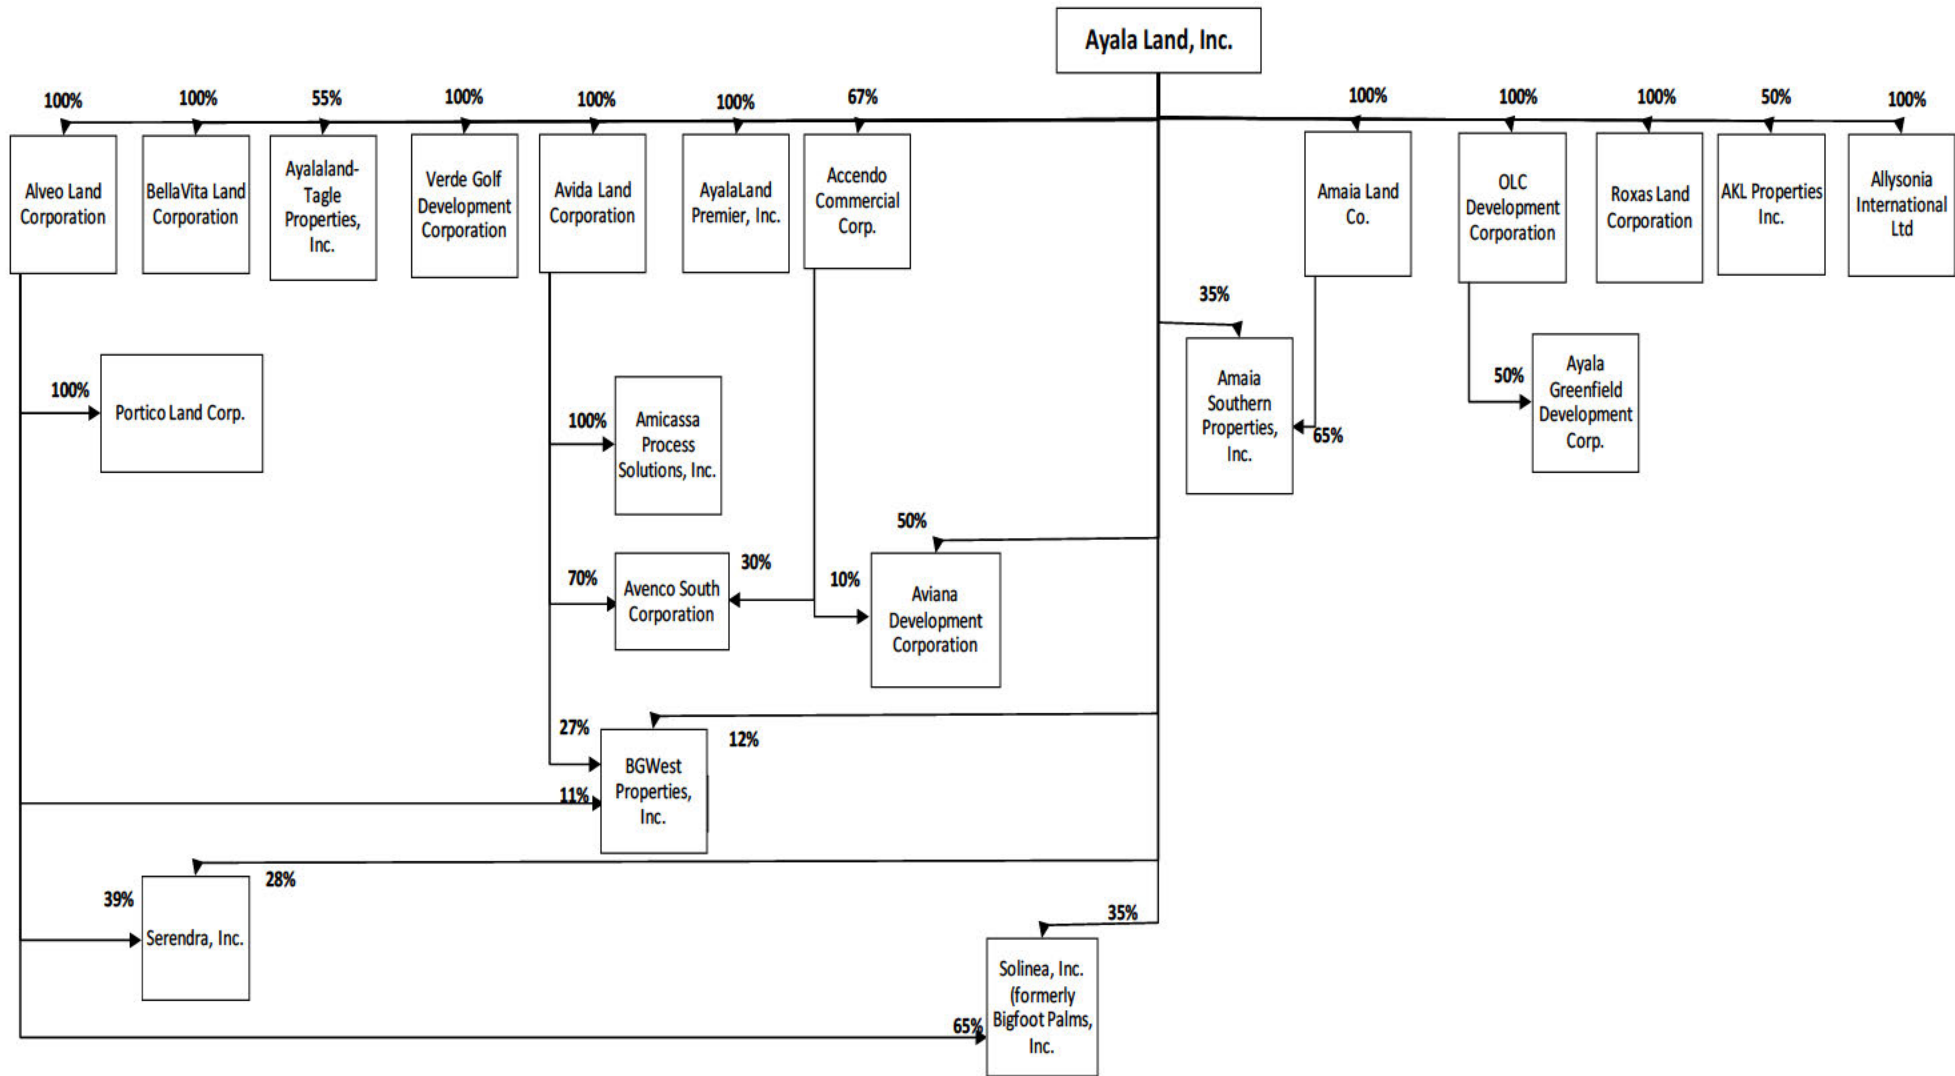 Ayala Land, Inc.
100%
100%
55%
100%
100%
100%
67%
100%
100%
100%
50%
100%
Alveo Land
Corporation
BellaVita Land
Corporation
Ayalaland-
Tagle
Properties,
Inc.
Verde Golf
Development
Corporation
Avida Land
Corporation
AyalaLand
Premier, Inc.
Accendo
Commercial
Corp.
Amaia Land
Co.
OLC
Development
Corporation
Roxas Land
Corporation
AKL Properties
Inc.
Allysonia
International
Ltd
35%
100%
Portico Land Corp.
100%
Amicassa
Process
Solutions, Inc.
Amaia
Southern
Properties,
Inc.
65%
50%
Ayala
Greenfield
Development
Corp.
50%
70%
Avenco South
Corporation
30%
10%
Aviana
Development
Corporation
27%
12%
BGWest
Properties,
Inc.
11%
28%
39%
Serendra, Inc.
35%
Solinea, Inc.
(formerly
Bigfoot Palms,
Inc.
65%